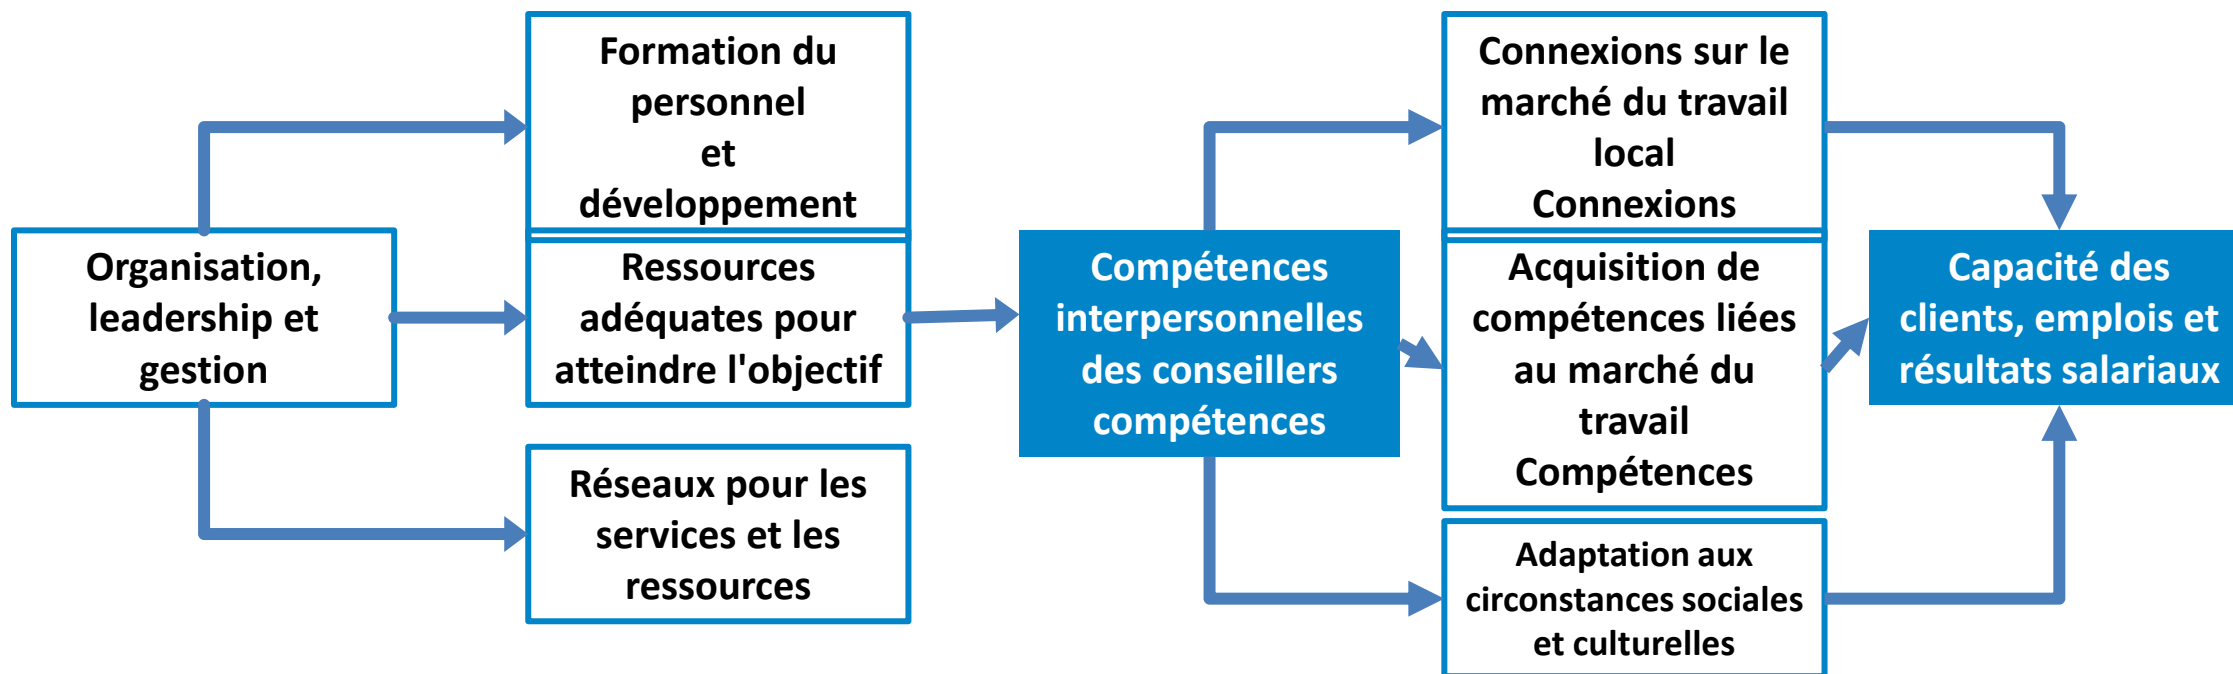 Organisation,
leadership et
gestion
Formation du
personnel
et
développement
Ressources
adéquates pour
atteindre l'objectif
Réseaux pour les
services et les
ressources
Compétences
interpersonnelles
des conseillers
compétences
Connexions sur le
marché du travail
local
Connexions
Acquisition de
compétences liées
au marché du
travail
Compétences
Adaptation aux
circonstances sociales
et culturelles
Capacité des
clients, emplois et
résultats salariaux